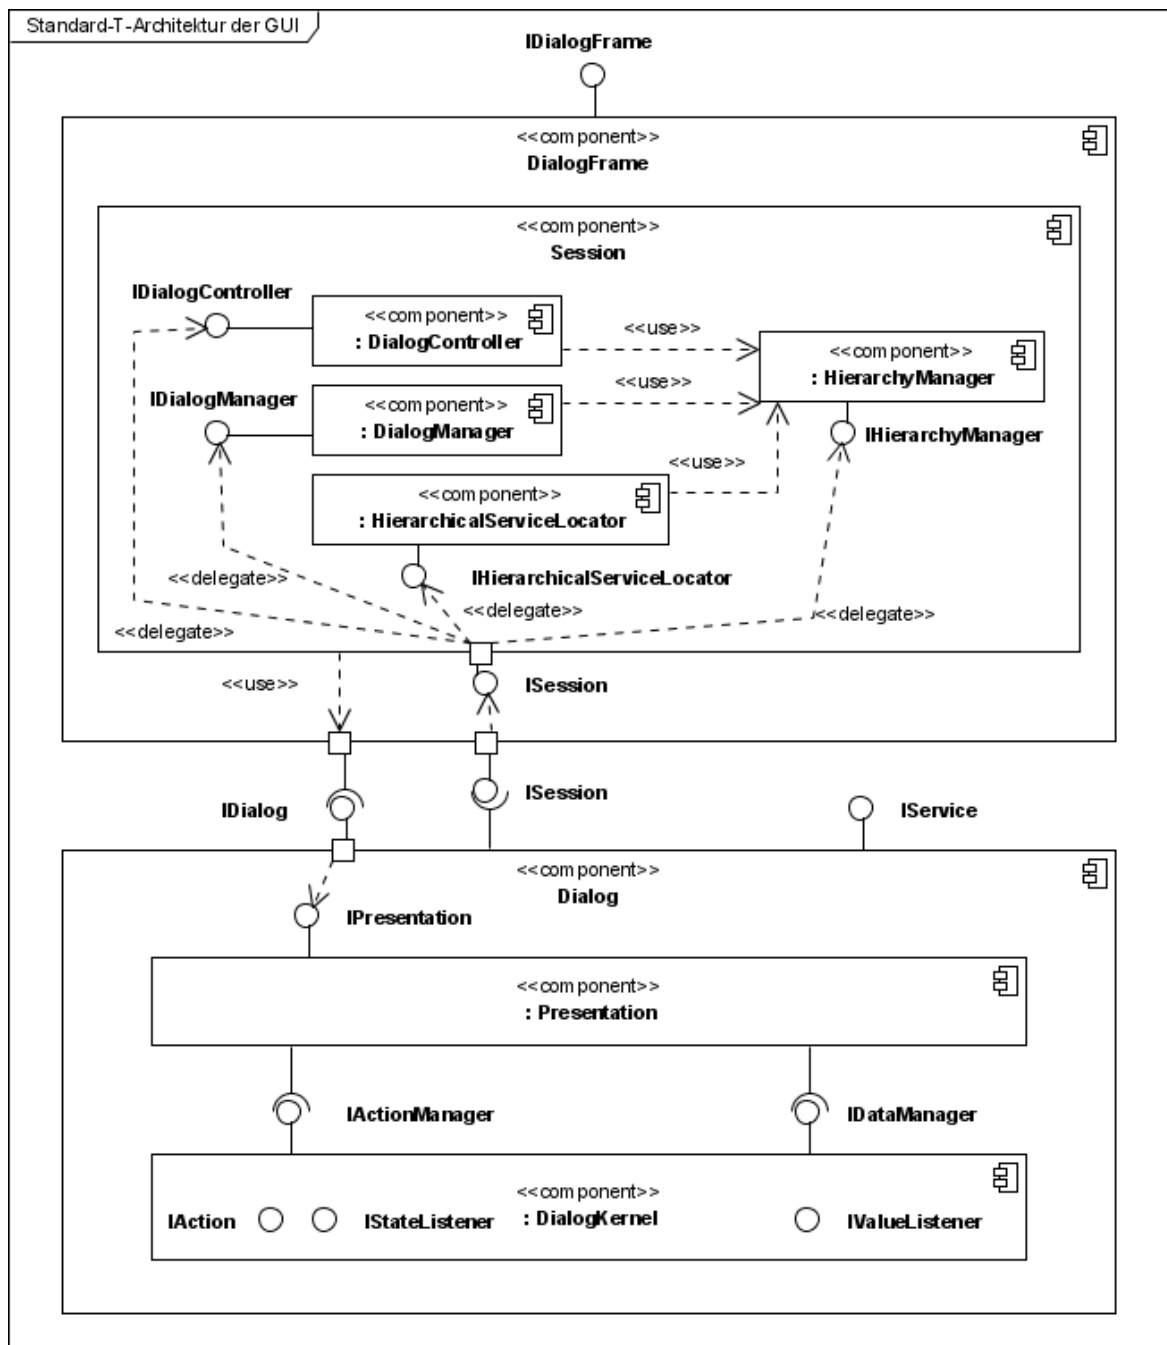 Standard-T-Architektur der GUI
IDialogFrame
<<component>>
DialogFrame
<<component>>
Session
IDialogController
<<component>>
: DialogController
<<use>>
<<component>>
: HierarchyManager
IDialogManager
<<component>>
: DialogManager
<<use>>
IHierarchyManager
<<use>>
<<component>>
: HierarchicalServiceLocator
<<delegate>>
IHierarchicalServiceLocator
<<delegate>>
<<delegate>>
<<delegate>>
<<use>>
ISession
IDialog
ISession
IService
<<component>>
Dialog
IPresentation
<<component>>
: Presentation
IActionManager
IDataManager
<<component>>
: DialogKernel
IAction
IStateListener
IValueListener